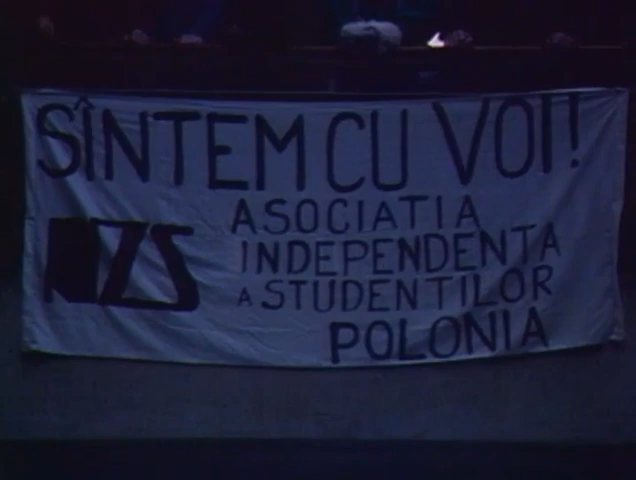 SÎNTEM CU VOI!
NZS
ASOCIATIA
INDEPENDENTA
A STUDENTILOR
POLONIA